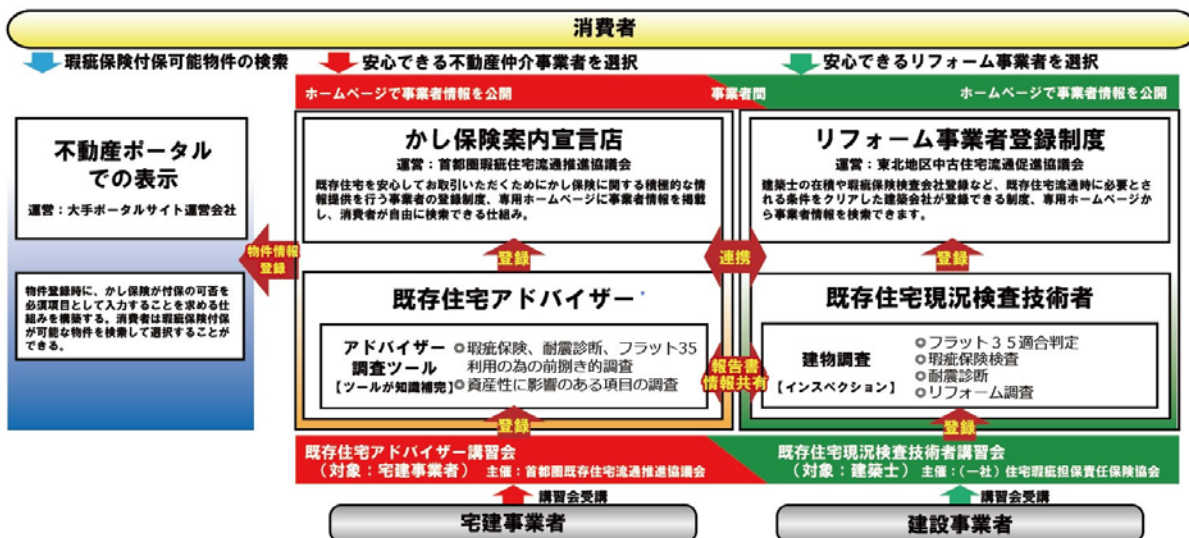 消費者
瑕疵保険付保可能物件の検索
安心できる不動産仲介事業者を選択
安心できるリフォーム事業者を選択
ホームページで事業者情報を公開
事業者間
ホームページで事業者情報を公開
不動産ポータル
での表示
運営：大手ポータルサイト運営会社
かし保険案内宣言店
運営：首都圏瑕疵住宅流通推進協議会
既存住宅を安心してお取引いただくためにかし保険に関する積極的な情
報提供を行う事業者の登録制度、専用ホームページに事業者情報を掲載
し、消費者が自由に検索できる仕組み。
リフォーム事業者登録制度
運営：東北地区中古住宅流通促進協議会
建築士の在積や瑕疵保険検査会社登録など、既存住宅流通時に必要とさ
れる条件をクリアした建築会社が登録できる制度、専用ホームページか
ら事業者情報を検索できます。
物件情報
登録
登録
連携
登録
物件登録時に、かし保険が付保の可否を
必須項目として入力することを求める仕
組みを構築する。消費者は瑕疵保険付保
が可能な物件を検索して選択することが
できる。
既存住宅アドバイザー
アドバイザー
調査ツール
【ツールが知識補完】
◎瑕疵保険、耐震診断、フラット35
利用の為の前捌き的調査
◎資産性に影響のある項目の調査
報告書
情報共有
既存住宅現況検査技術者
建物調査
【インスペクション】
◎フラット３５適合判定
◎瑕疵保険検査
◎耐震診断
◎リフォーム調査
登録
登録
既存住宅アドバイザー講習会
（対象：宅建事業者） 主催：首都圏既存住宅流通推進協議会
既存住宅現況検査技術者講習会
（対象：建築士） 主催：(一社) 住宅瑕疵担保責任保険協会
講習会受講
講習会受講
宅建事業者
建設事業者